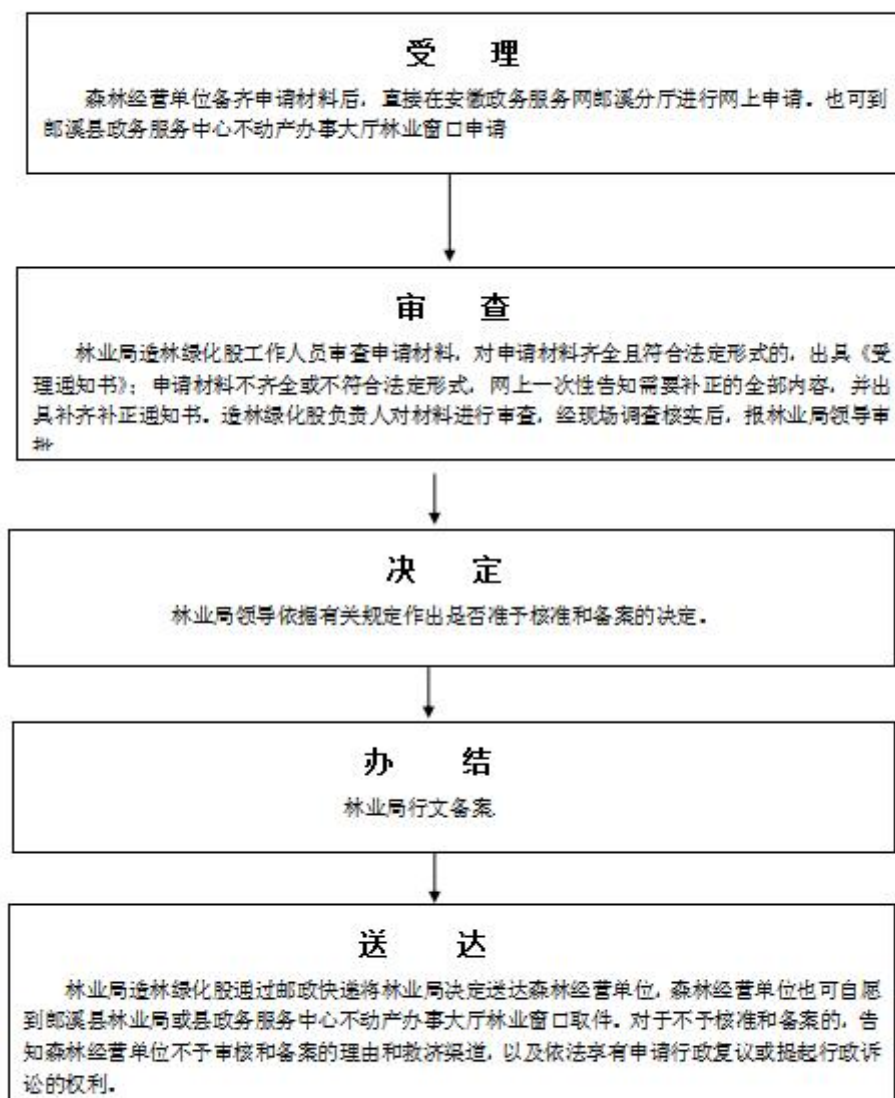 受 理
森林经营单位备齐申请材料后，直接在安徽政务服务网郎溪分厅进行网上申请。也可到
郎溪县政务服务中心不动产办事大厅林业窗口申请
审 查
林业局造林绿化股工作人员审查申请材料，对申请材料齐全且符合法定形式的，出具《受
理通知书》；申请材料不齐全或不符合法定形式，网上一次性告知需要补正的全部内容，并出
具补齐补正通知书。造林绿化股负责人对材料进行审查，经现场调查核实后，报林业局领导审
批
决 定
林业局领导依据有关规定作出是否准予核准和备案的决定。
办 结
林业局行文备案.
送 达
林业局造林绿化股通过邮政快递将林业局决定送达森林经营单位，森林经营单位也可自愿
到郎溪县林业局或县政务服务中心不动产办事大厅林业窗口取件。对于不予核准和备案的，告
知森林经营单位不予审核和备案的理由和救济渠道，以及依法享有申请行政复议或提起行政诉
讼的权利。